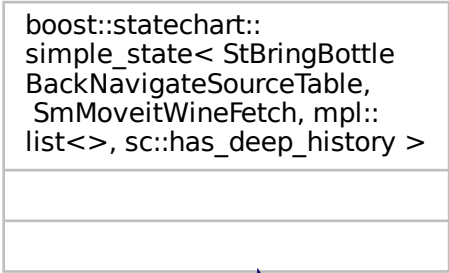 boost::statechart::
simple_state< StBringBottle
BackNavigateSourceTable,
 SmMoveitWineFetch, mpl::
list<>, sc::has_deep_history >